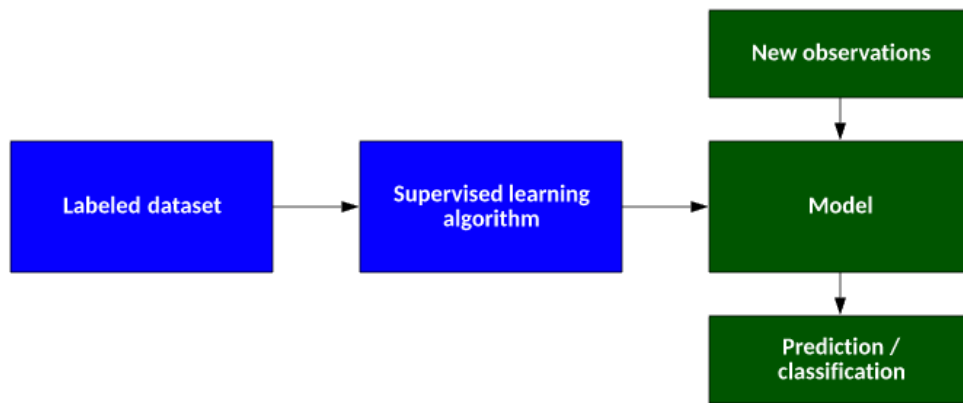 New observations
Labeled dataset
Supervised learning
algorithm
Model
Prediction /
classification